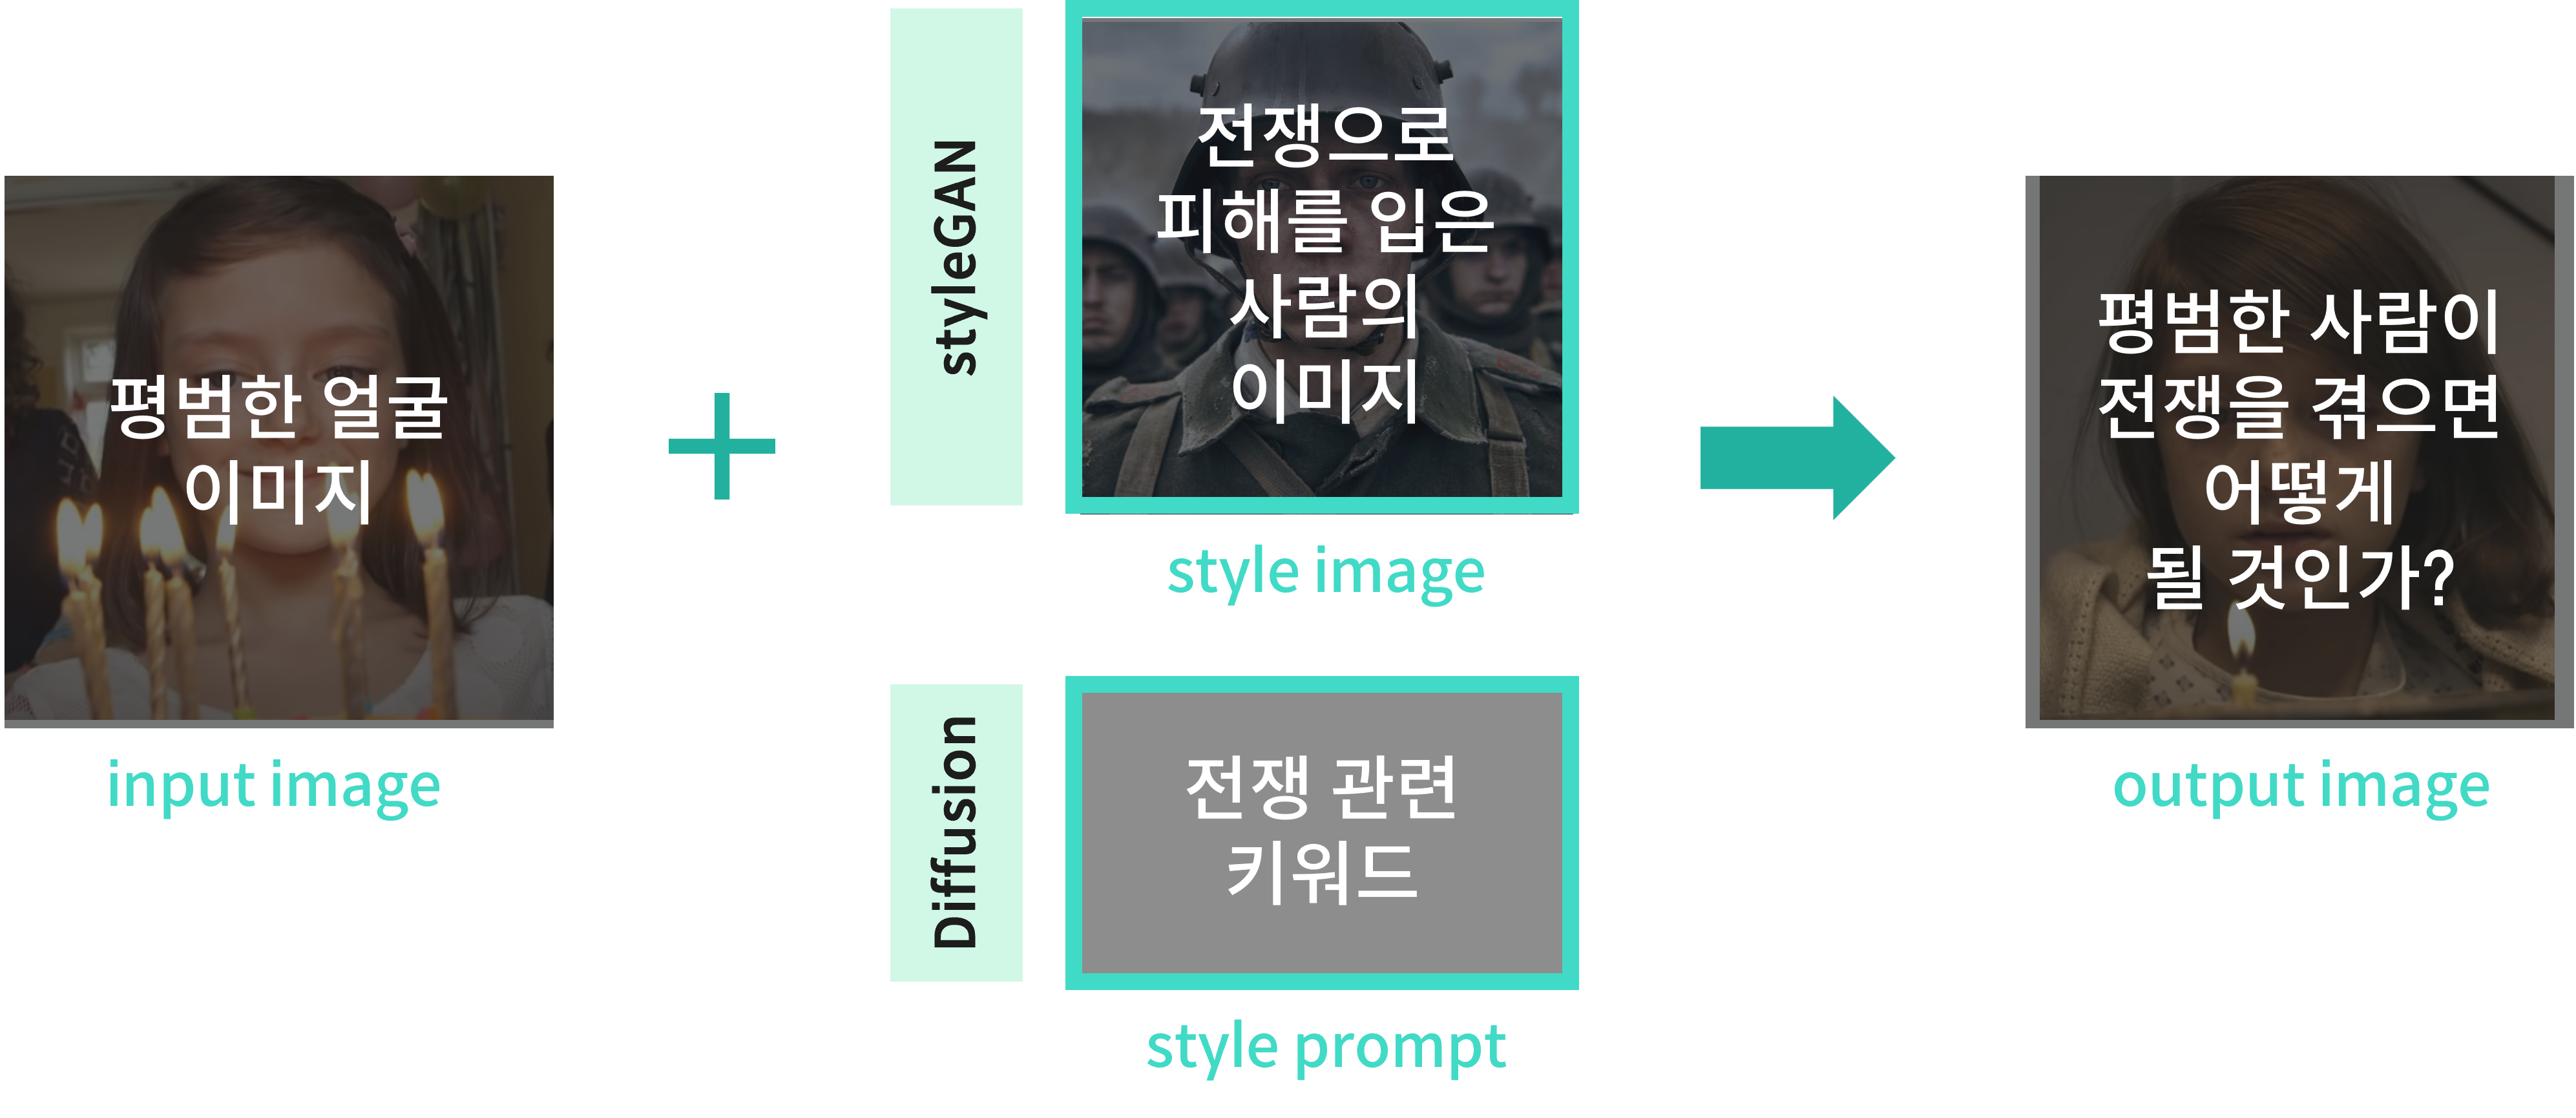 평범한 얼굴
이미지
input image
styleGAN
전쟁으로
피해를 입은
사람의
이미지
style image
Diffusion
전쟁 관련
키워드
style prompt
평범한 사람이
전쟁을 겪으면
어떻게
될 것인가?
output image